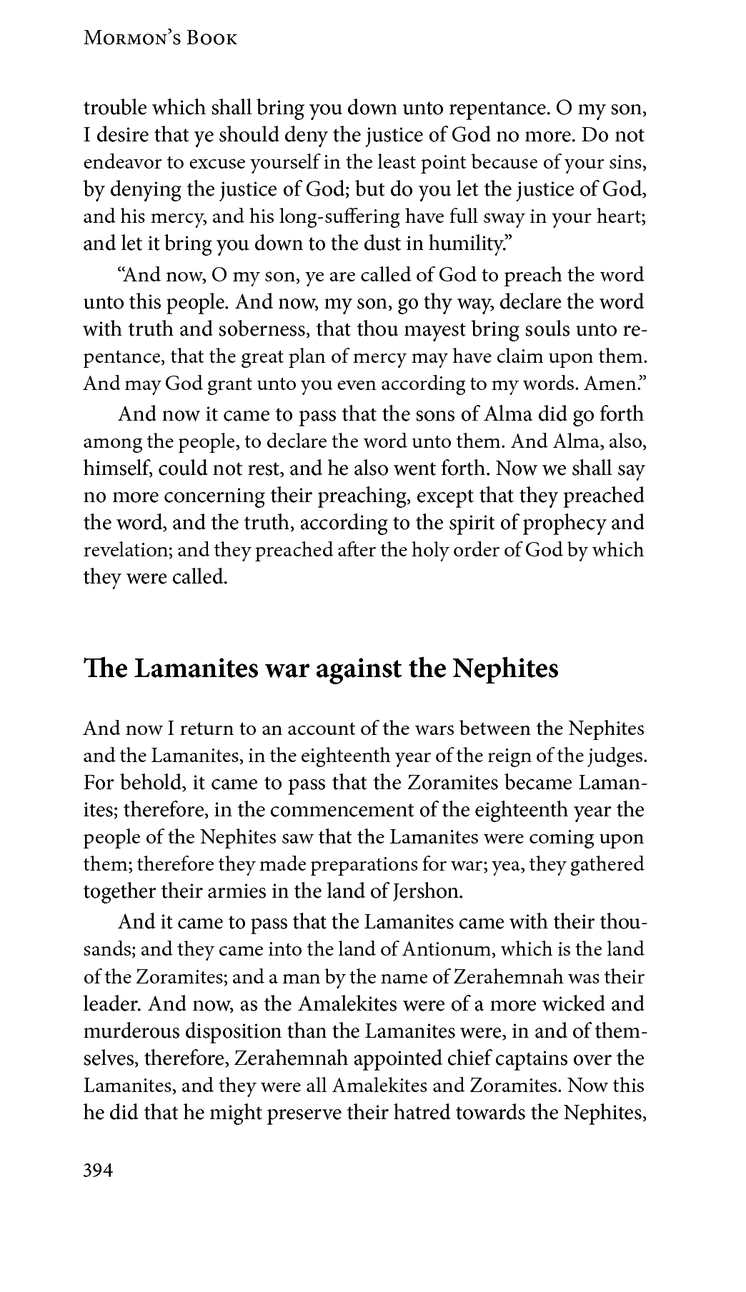 Mormon’s Book
trouble which shall bring you down unto repentance. O my son,
I desire that ye should deny the justice of God no more. Do not
endeavor to excuse yourself in the least point because of your sins,
by denying the justice of God; but do you let the justice of God,
and his mercy, and his long-suffering have full sway in your heart;
and let it bring you down to the dust in humility.”
“And now, O my son, ye are called of God to preach the word
unto this people. And now, my son, go thy way, declare the word
with truth and soberness, that thou mayest bring souls unto re-
pentance, that the great plan of mercy may have claim upon them.
And may God grant unto you even according to my words. Amen.”
And now it came to pass that the sons of Alma did go forth
among the people, to declare the word unto them. And Alma, also,
himself, could not rest, and he also went forth. Now we shall say
no more concerning their preaching, except that they preached
the word, and the truth, according to the spirit of prophecy and
revelation; and they preached after the holy order of God by which
they were called.
The Lamanites war against the Nephites
And now I return to an account of the wars between the Nephites
and the Lamanites, in the eighteenth year of the reign of the judges.
For behold, it came to pass that the Zoramites became Laman-
ites; therefore, in the commencement of the eighteenth year the
people of the Nephites saw that the Lamanites were coming upon
them; therefore they made preparations for war; yea, they gathered
together their armies in the land of Jershon.
And it came to pass that the Lamanites came with their thou-
sands; and they came into the land of Antionum, which is the land
of the Zoramites; and a man by the name of Zerahemnah was their
leader. And now, as the Amalekites were of a more wicked and
murderous disposition than the Lamanites were, in and of them-
selves, therefore, Zerahemnah appointed chief captains over the
Lamanites, and they were all Amalekites and Zoramites. Now this
he did that he might preserve their hatred towards the Nephites,
394